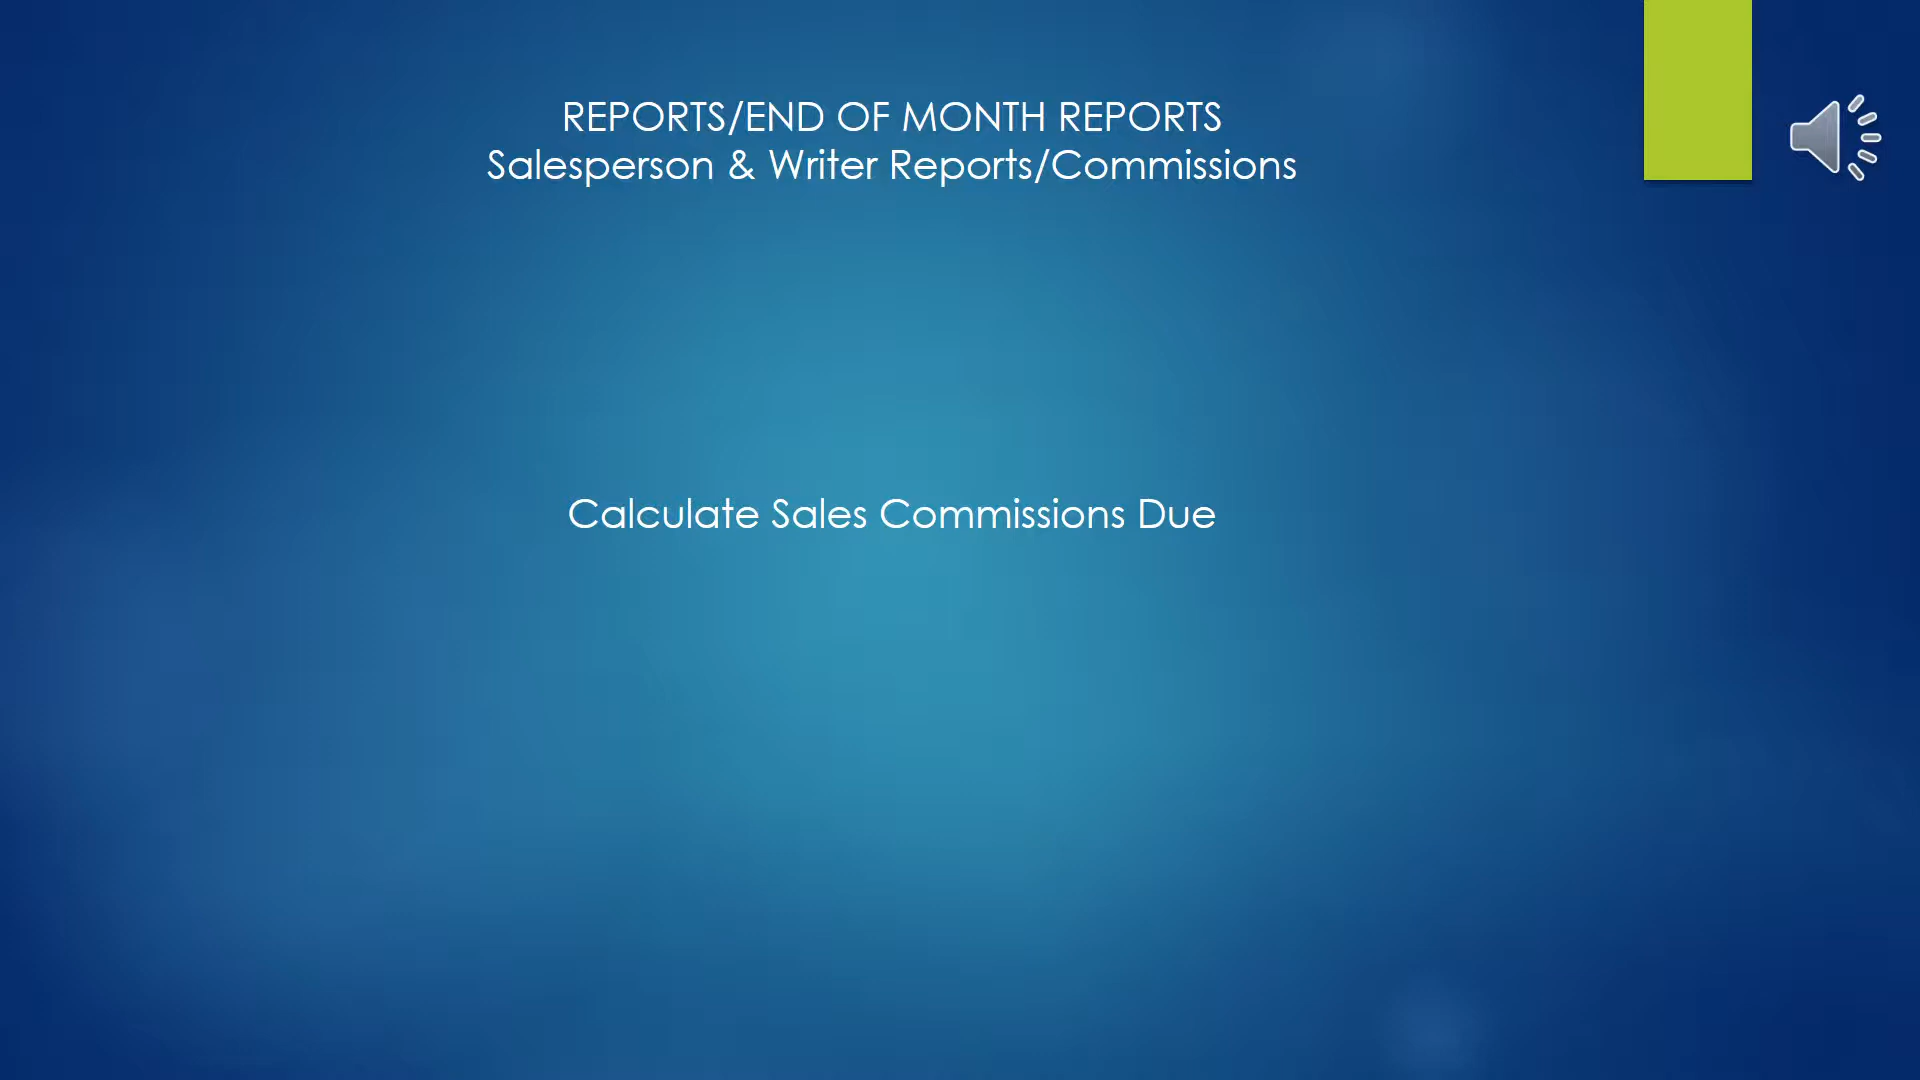 REPORTS/END OF MONTH REPORTS
Salesperson & Writer Reports/Commissions
Calculate Sales Commissions Due